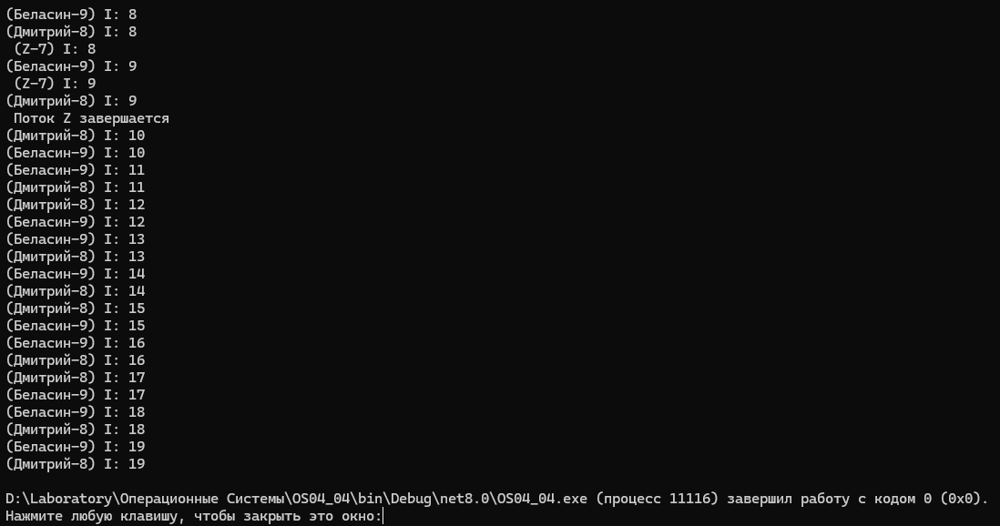 (Беласин-9) I: 8
(Дмитрий-8) I: 8
(Z-7) I: 8
(Беласин-9) I: 9
(Z-7) I: 9
(Дмитрий-8) I: 9
Поток Z завершается
(Дмитрий-8) I: 10
(Беласин-9) I: 10
(Беласин-9) I: 11
(Дмитрий-8) I: 11
(Дмитрий-8) I: 12
(Беласин-9) I: 12
(Беласин-9) I: 13
(Дмитрий-8) I: 13
(Беласин-9) I: 14
(Дмитрий-8) I: 14
(Дмитрий-8) I: 15
(Беласин-9) I: 15
(Беласин-9) I: 16
(Дмитрий-8) I: 16
(Дмитрий-8) I: 17
(Беласин-9) I: 17
(Беласин-9) I: 18
(Дмитрий-8) I: 18
(Беласин-9) I: 19
(Дмитрий-8) I: 19
D:\Laboratory\Операционные Системы\OS04_04\bin\Debug\net8.0\OS04_04.exe (процесс 11116) завершил работу с кодом 0 (0x0).
Нажмите любую клавишу, чтобы закрыть это окно: